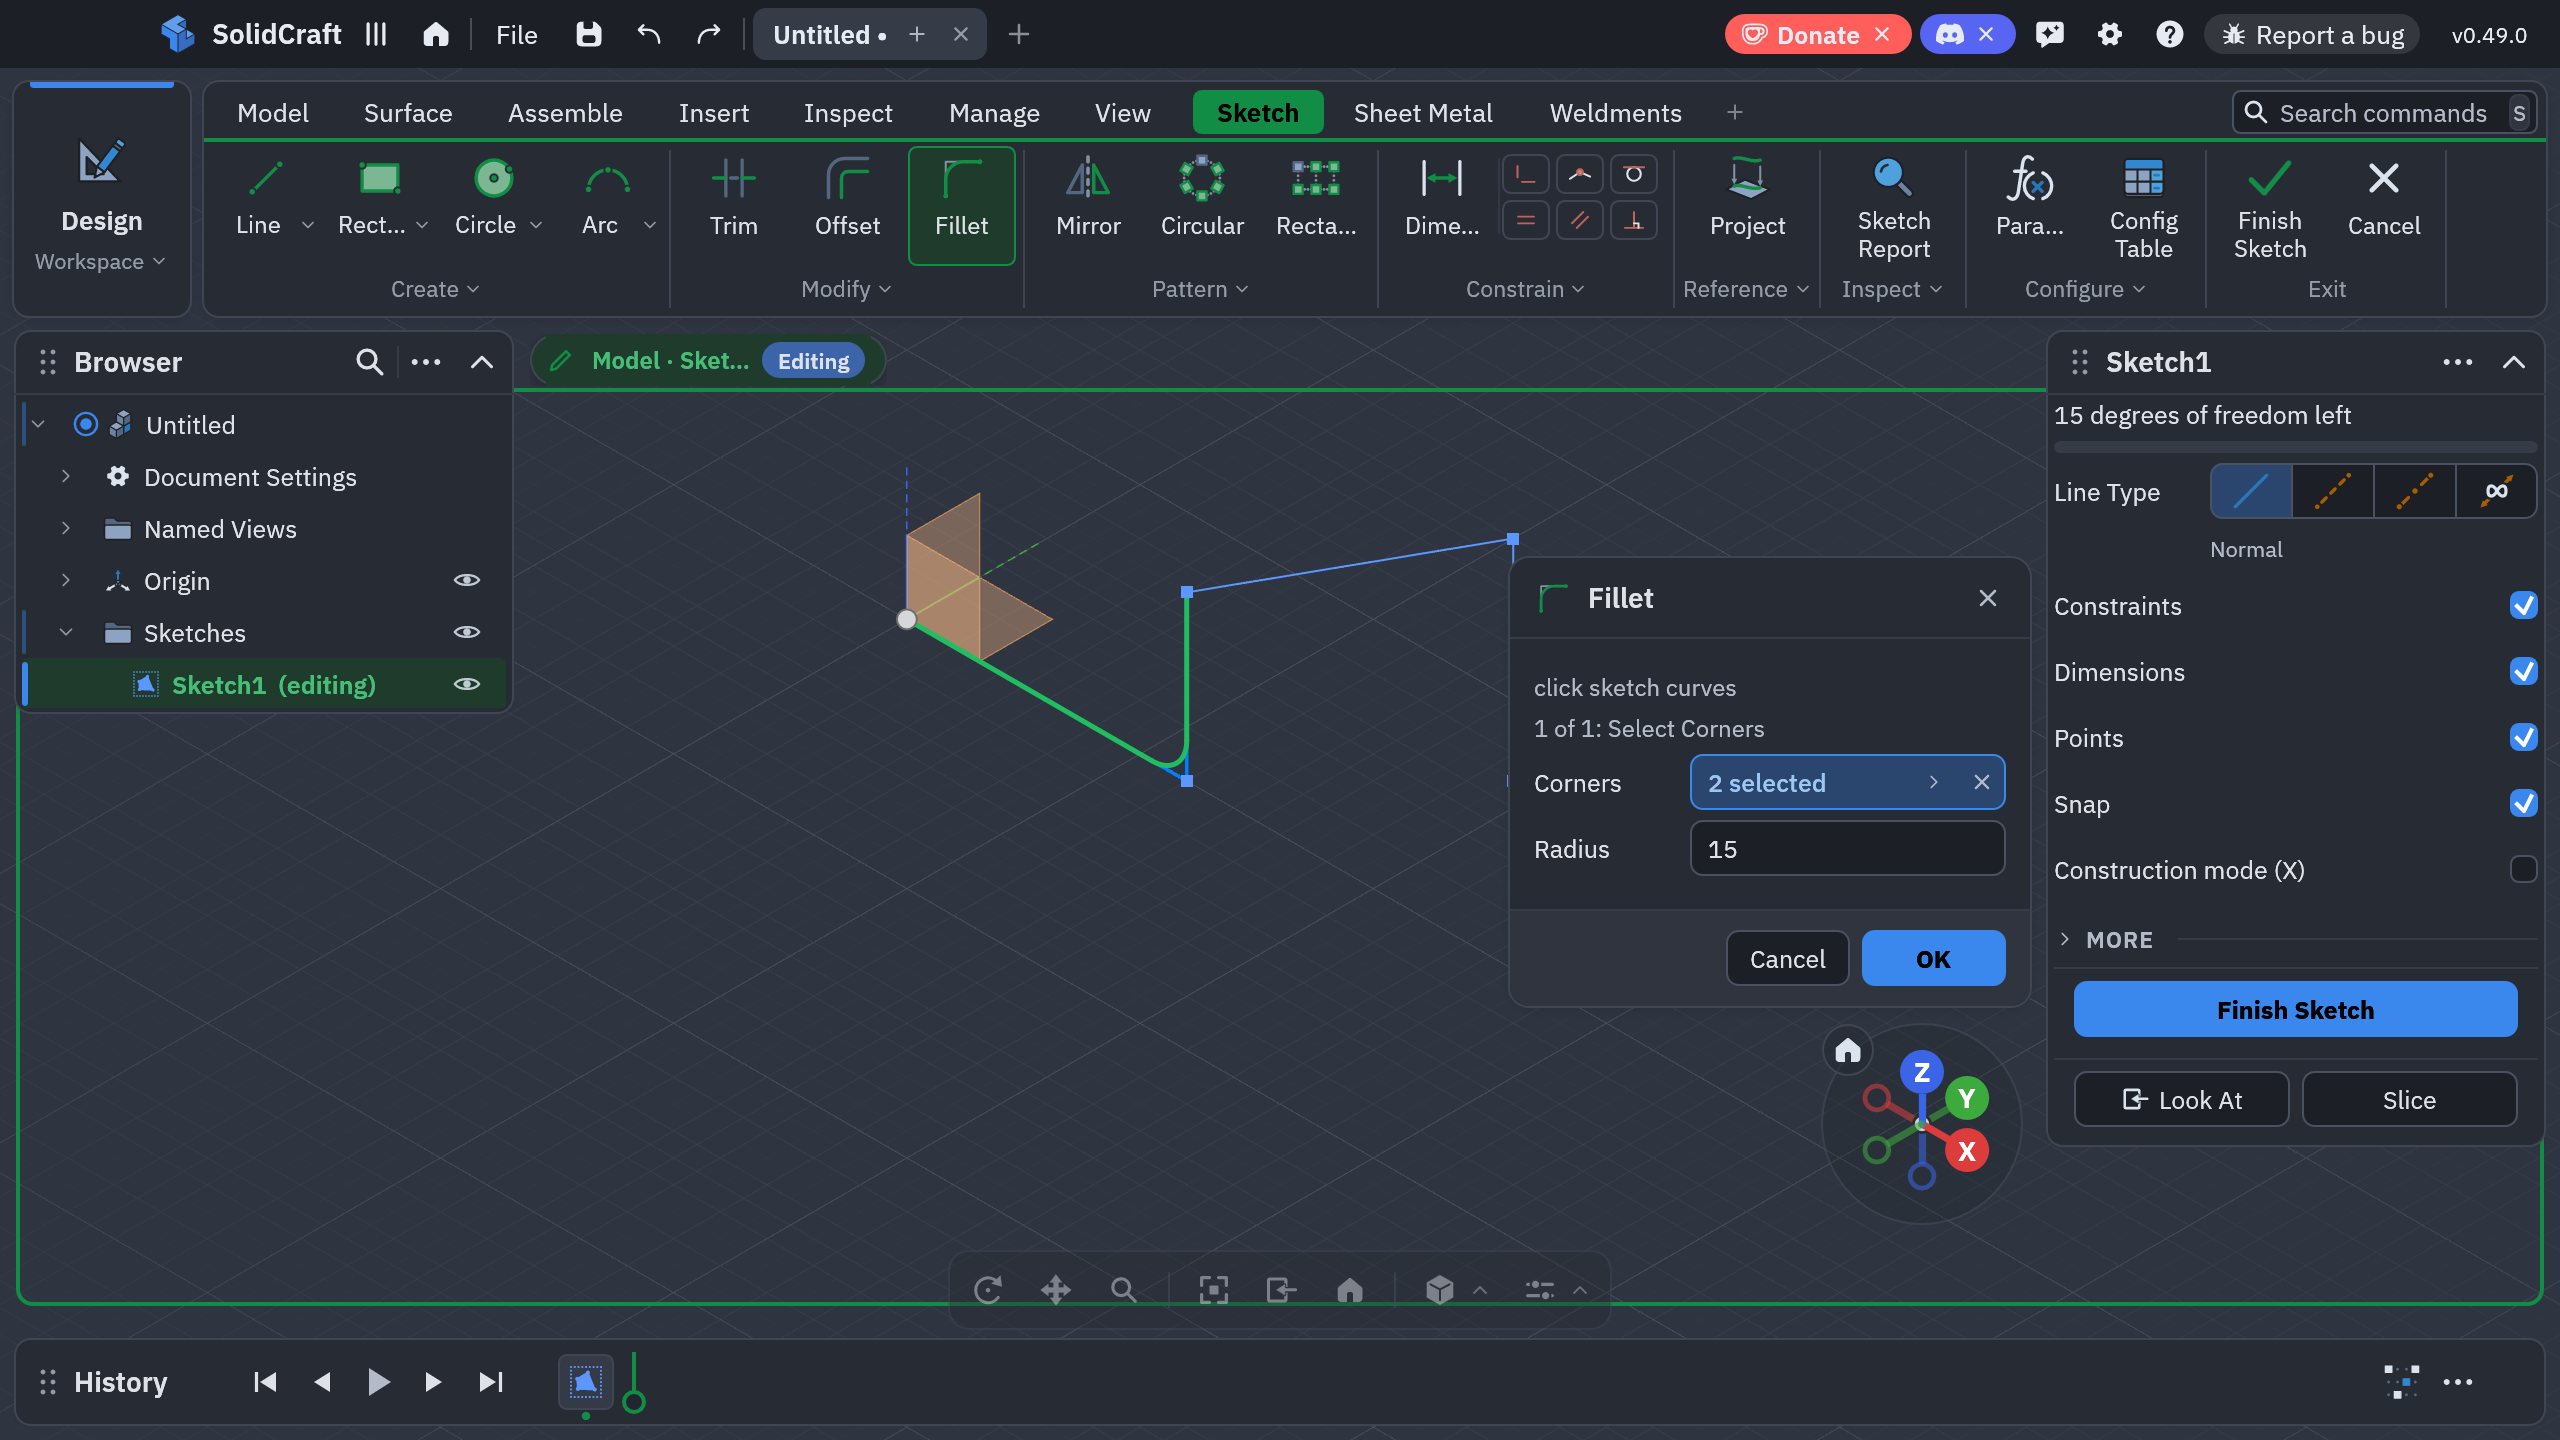 SolidCraft
File
Untitled •
Donate
Report a bug
v0.49.0
Design
Workspace
Model
Surface
Assemble
Insert
Inspect
Manage
View
Sketch
Sheet Metal
Weldments
Search commands
S
Line
Rect...
Circle
Arc
Create
Trim
Offset
Fillet
Modify
Mirror
Circular
Recta...
Pattern
Dime...
Constrain
Project
Reference
Sketch
Report
Inspect
Para...
Config
Table
Configure
Finish
Sketch
Cancel
Exit
Browser
Untitled
Document Settings
Named Views
Origin
Sketches
Sketch1 (editing)
Model · Sket...
Editing
Fillet
click sketch curves
1 of 1: Select Corners
Corners
2 selected
Radius
15
Cancel
OK
Z
Y
X
Sketch1
15 degrees of freedom left
Line Type
Normal
Constraints
Dimensions
Points
Snap
Construction mode (X)
MORE
Finish Sketch
Look At
Slice
History